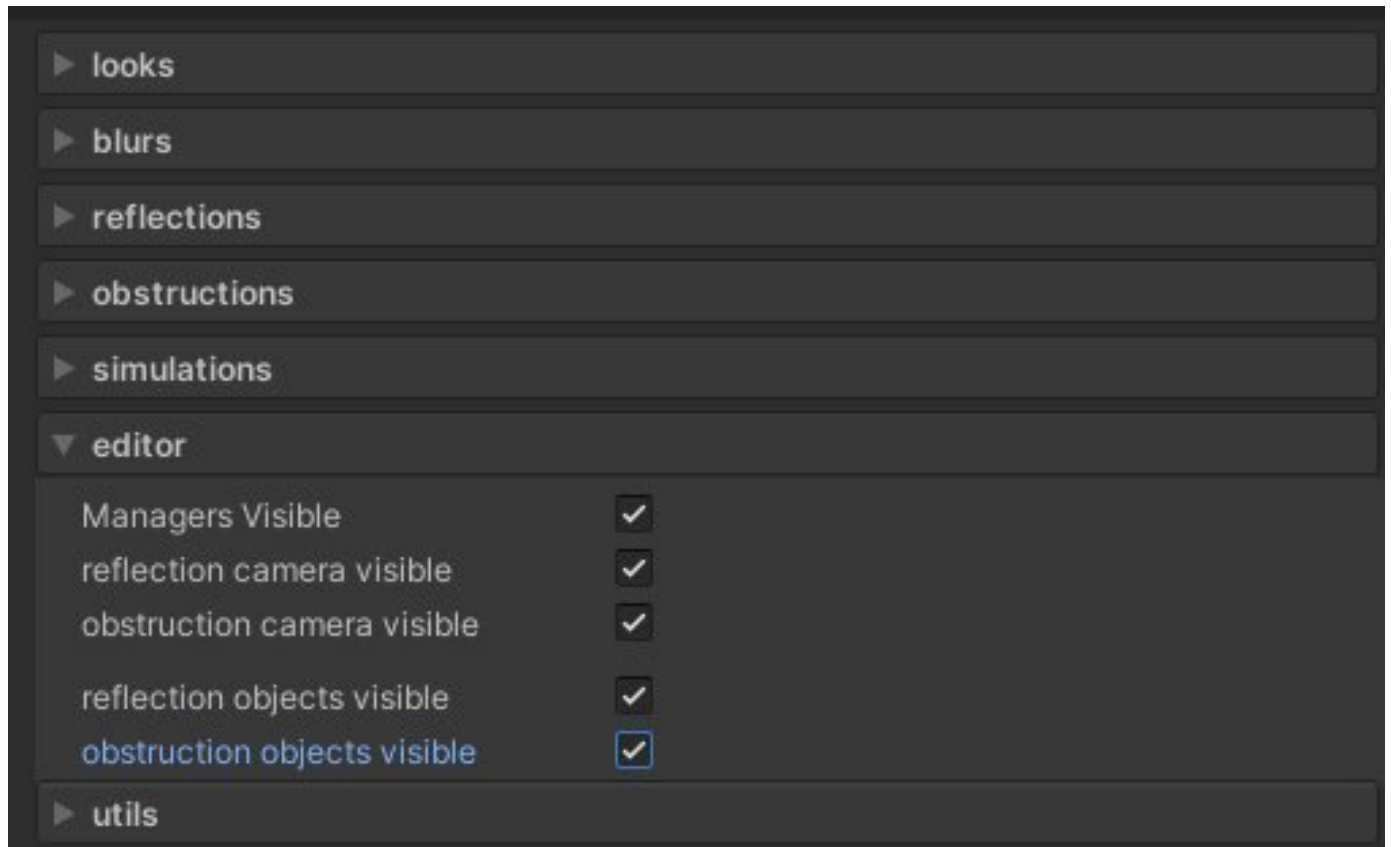 looks
blurs
reflections
obstructions
simulations
editor
Managers Visible
reflection camera visible
obstruction camera visible
reflection objects visible
obstruction objects visible
utils